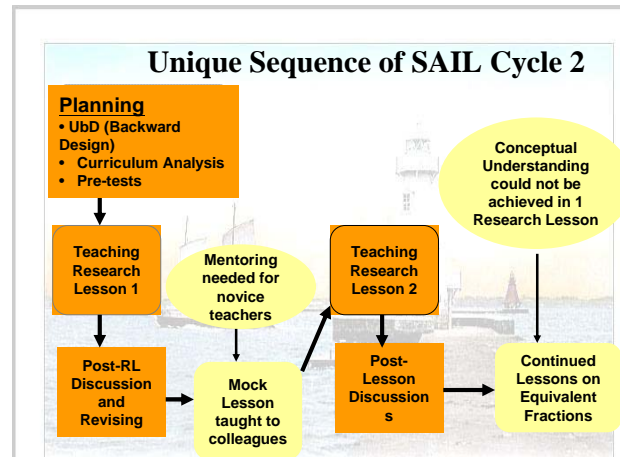 Unique Sequence of SAIL Cycle 2
Planning
• UbD (Backward
Design)
• Curriculum Analysis
• Pre-tests
Conceptual
Understanding
could not be
achieved in 1
Research Lesson
Teaching
Research
Lesson 1
Mentoring
needed for
novice
teachers
Teaching
Research
Lesson 2
Post-RL
Discussion
and
Revising
Mock
Lesson
taught to
colleagues
Post-
Lesson
Discussion
s
Continued
Lessons on
Equivalent
Fractions